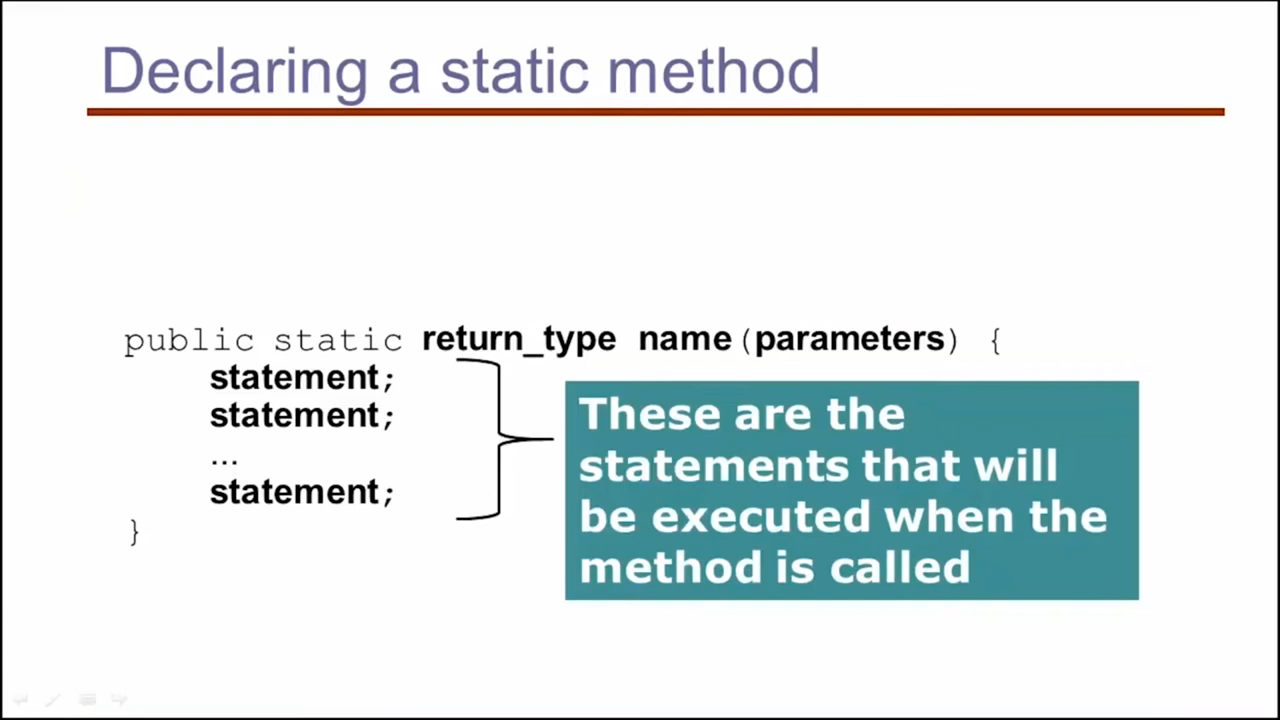 Declaring a static method
public static return_type name(parameters) {
statement;
statement;
...
statement;
}
These are the
statements that will
be executed when the
method is called